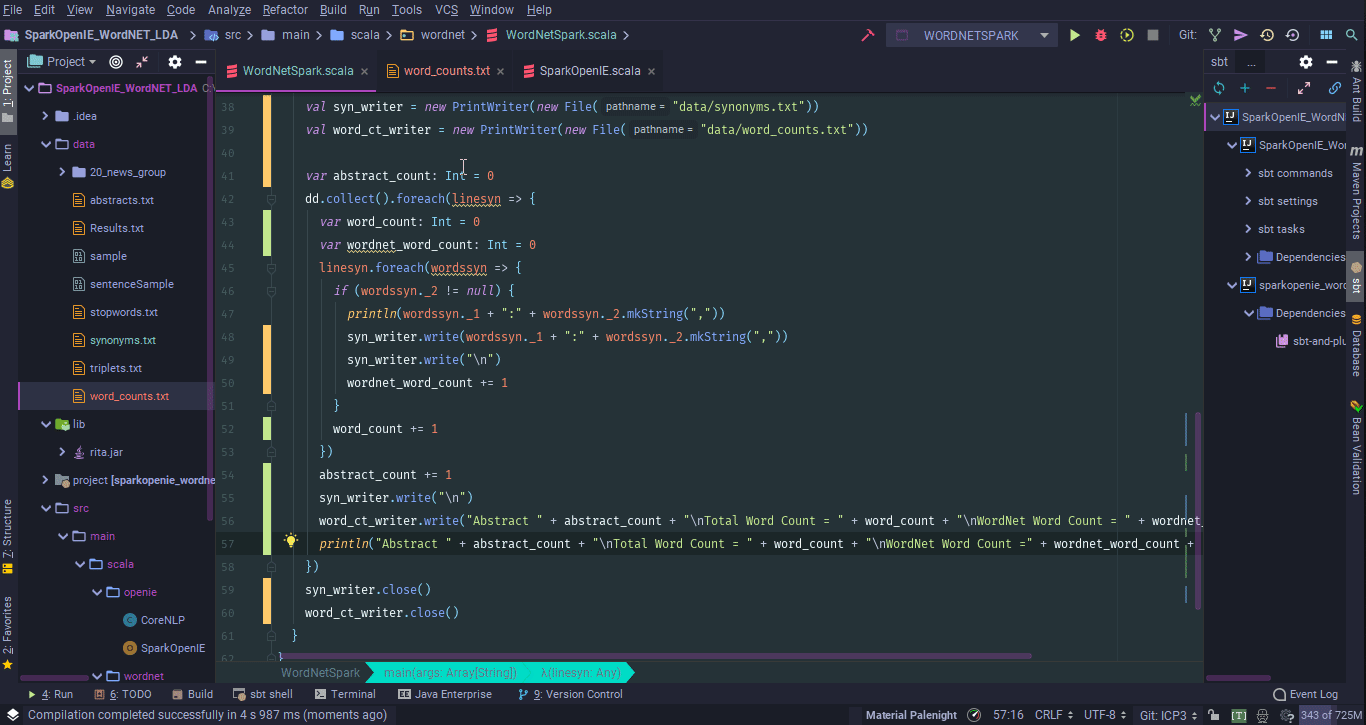 File Edit View Navigate Code Analyze Refactor Build Run Tools VCS Window Help
SparkOpenIE_WordNET_LDA src main scala wordnet WordNetSpark.scala WORDNETSPARK Git:
1: Project
Learn
7: Structure
2: Favorites
Project
SparkOpenIE_WordNET_LDA
.idea
data
20_news_group
abstracts.txt
Results.txt
sample
sentenceSample
stopwords.txt
synonyms.txt
triplets.txt
word_counts.txt
lib
rita.jar
project [sparkopenie_wordne
src
main
scala
openie
CoreNLP
SparkOpenIE
wordnet
WordNetSpark.scala word_counts.txt SparkOpenIE.scala
38 val syn_writer = new PrintWriter(new File( pathname = "data/synonyms.txt"))
39 val word_ct_writer = new PrintWriter(new File( pathname = "data/word_counts.txt"))
40
41 var abstract_count: Int = 0
42 dd.collect().foreach(linesyn => {
43 var word_count: Int = 0
44 var wordnet_word_count: Int = 0
45 linesyn.foreach(wordssyn => {
46 if (wordssyn._2 != null) {
47 println(wordssyn._1 + ":" + wordssyn._2.mkString(","))
48 syn_writer.write(wordssyn._1 + ":" + wordssyn._2.mkString(","))
49 syn_writer.write("\n")
50 wordnet_word_count += 1
51 }
52 word_count += 1
53 })
54 abstract_count += 1
55 syn_writer.write("\n")
56 word_ct_writer.write("Abstract " + abstract_count + "\nTotal Word Count = " + word_count + "\nWordNet Word Count = " + wordnet_
57 println("Abstract " + abstract_count + "\nTotal Word Count = " + word_count + "\nWordNet Word Count =" + wordnet_word_count +
58 })
59 syn_writer.close()
60 word_ct_writer.close()
61 }
62 }
WordNetSpark main(args: Array[String]) λ(linesyn: Any)
sbt ...
SparkOpenIE_WordN
SparkOpenIE_Wor
sbt commands
sbt settings
sbt tasks
Dependencies
sparkopenie_word
Dependencies
sbt-and-plu
Ant Build
Maven Projects
sbt
Database
Bean Validation
4: Run 6: TODO Build sbt shell Terminal Java Enterprise 9: Version Control Event Log
Compilation completed successfully in 4 s 987 ms (moments ago) Material Palenight 57:16 CRLF UTF-8 Git: ICP3 [T] 343 of 725M